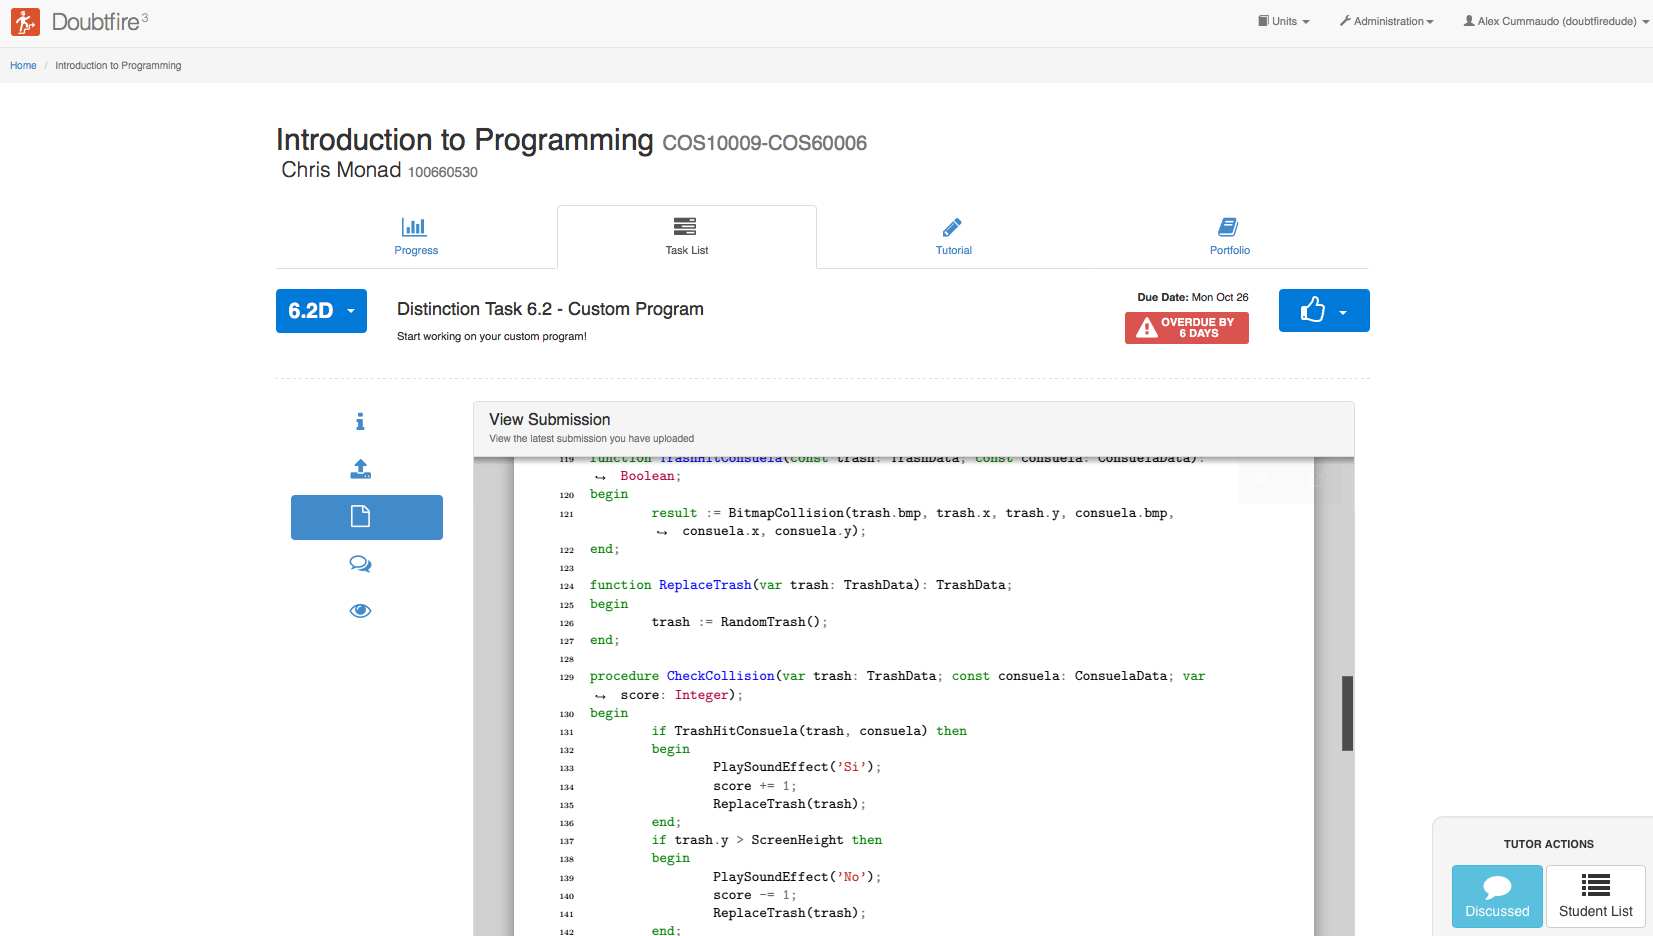 Doubtfire3
Units
Administration
Alex Cummaudo (doubtfiredude)
Home / Introduction to Programming
Introduction to Programming COS10009-COS60006
Chris Monad 100660530
Progress
Task List
Tutorial
Portfolio
6.2D
Distinction Task 6.2 - Custom Program
Start working on your custom program!
Due Date: Mon Oct 26
OVERDUE BY
6 DAYS
View Submission
View the latest submission you have uploaded
119 function TrashHitConsuela(const trash: TrashData; const consuela: ConsuelaData):
↪ Boolean;
120 begin
121 result := BitmapCollision(trash.bmp, trash.x, trash.y, consuela.bmp,
↪ consuela.x, consuela.y);
122 end;
123
124 function ReplaceTrash(var trash: TrashData): TrashData;
125 begin
126 trash := RandomTrash();
127 end;
128
129 procedure CheckCollision(var trash: TrashData; const consuela: ConsuelaData; var
↪ score: Integer);
130 begin
131 if TrashHitConsuela(trash, consuela) then
132 begin
133 PlaySoundEffect('Si');
134 score += 1;
135 ReplaceTrash(trash);
136 end;
137 if trash.y > ScreenHeight then
138 begin
139 PlaySoundEffect('No');
140 score -= 1;
141 ReplaceTrash(trash);
142 end;
TUTOR ACTIONS
Discussed
Student List